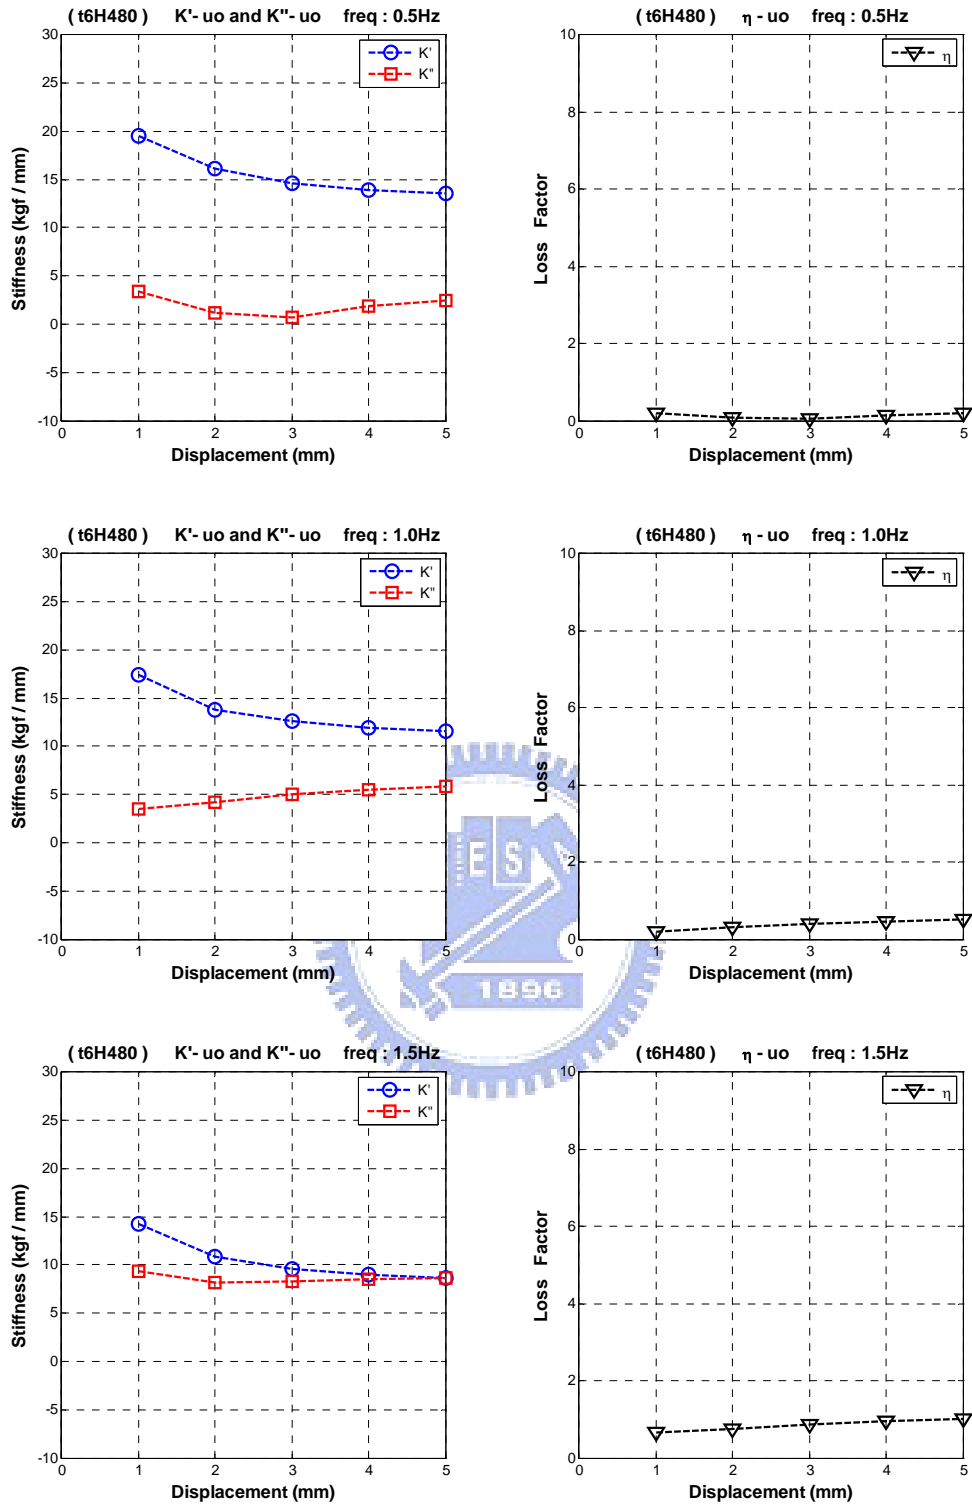 ( t6H480 ) K'- uo and K"- uo freq : 0.5Hz
30
25
20
15
10
5
0
-5
-10
Stiffness (kgf / mm)
K'
K"
0 1 2 3 4 5
Displacement (mm)
( t6H480 ) η - uo freq : 0.5Hz
10
8
6
4
2
0
Loss Factor
η
0 1 2 3 4 5
Displacement (mm)
( t6H480 ) K'- uo and K"- uo freq : 1.0Hz
30
25
20
15
10
5
0
-5
-10
Stiffness (kgf / mm)
K'
K"
0 1 2 3 4 5
Displacement (mm)
( t6H480 ) η - uo freq : 1.0Hz
10
8
6
4
2
0
Loss Factor
η
0 1 2 3 4 5
Displacement (mm)
E S
1896
( t6H480 ) K'- uo and K"- uo freq : 1.5Hz
30
25
20
15
10
5
0
-5
-10
Stiffness (kgf / mm)
K'
K"
0 1 2 3 4 5
Displacement (mm)
( t6H480 ) η - uo freq : 1.5Hz
10
8
6
4
2
0
Loss Factor
η
0 1 2 3 4 5
Displacement (mm)